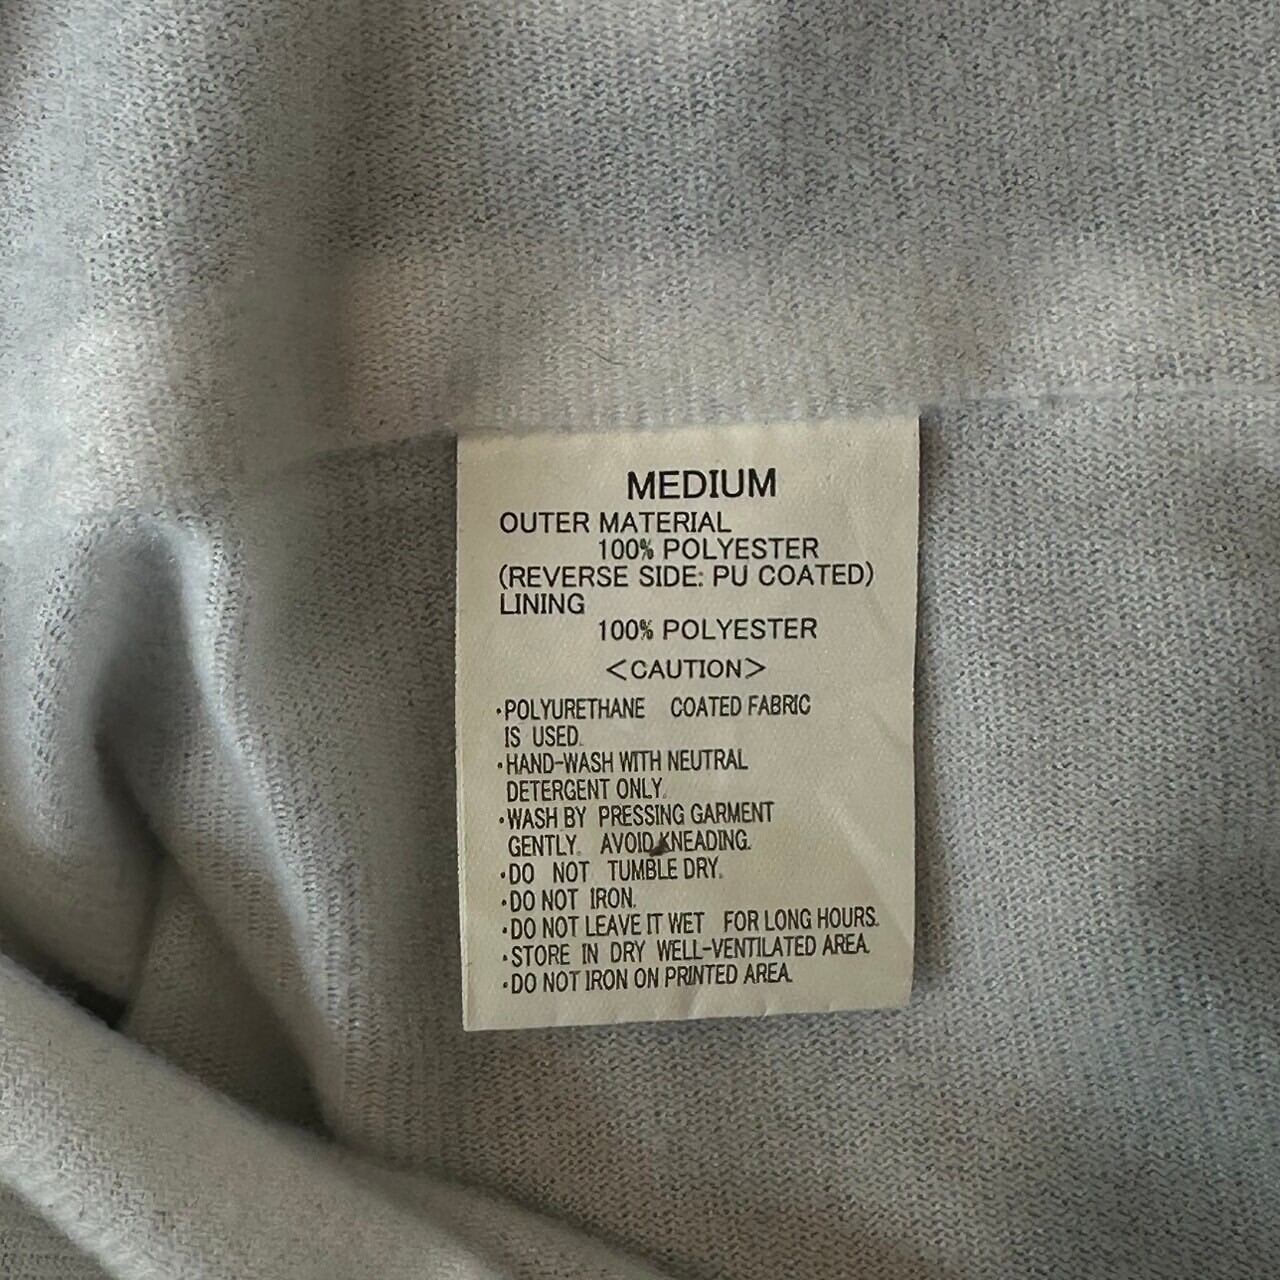 MEDIUM
OUTER MATERIAL
100% POLYESTER
(REVERSE SIDE: PU COATED)
LINING
100% POLYESTER
<CAUTION>
·POLYURETHANE COATED FABRIC
IS USED.
·HAND-WASH WITH NEUTRAL
DETERGENT ONLY.
·WASH BY PRESSING GARMENT
GENTLY. AVOID KNEADING.
·DO NOT TUMBLE DRY.
·DO NOT IRON.
·DO NOT LEAVE IT WET FOR LONG HOURS.
·STORE IN DRY WELL-VENTILATED AREA.
·DO NOT IRON ON PRINTED AREA.